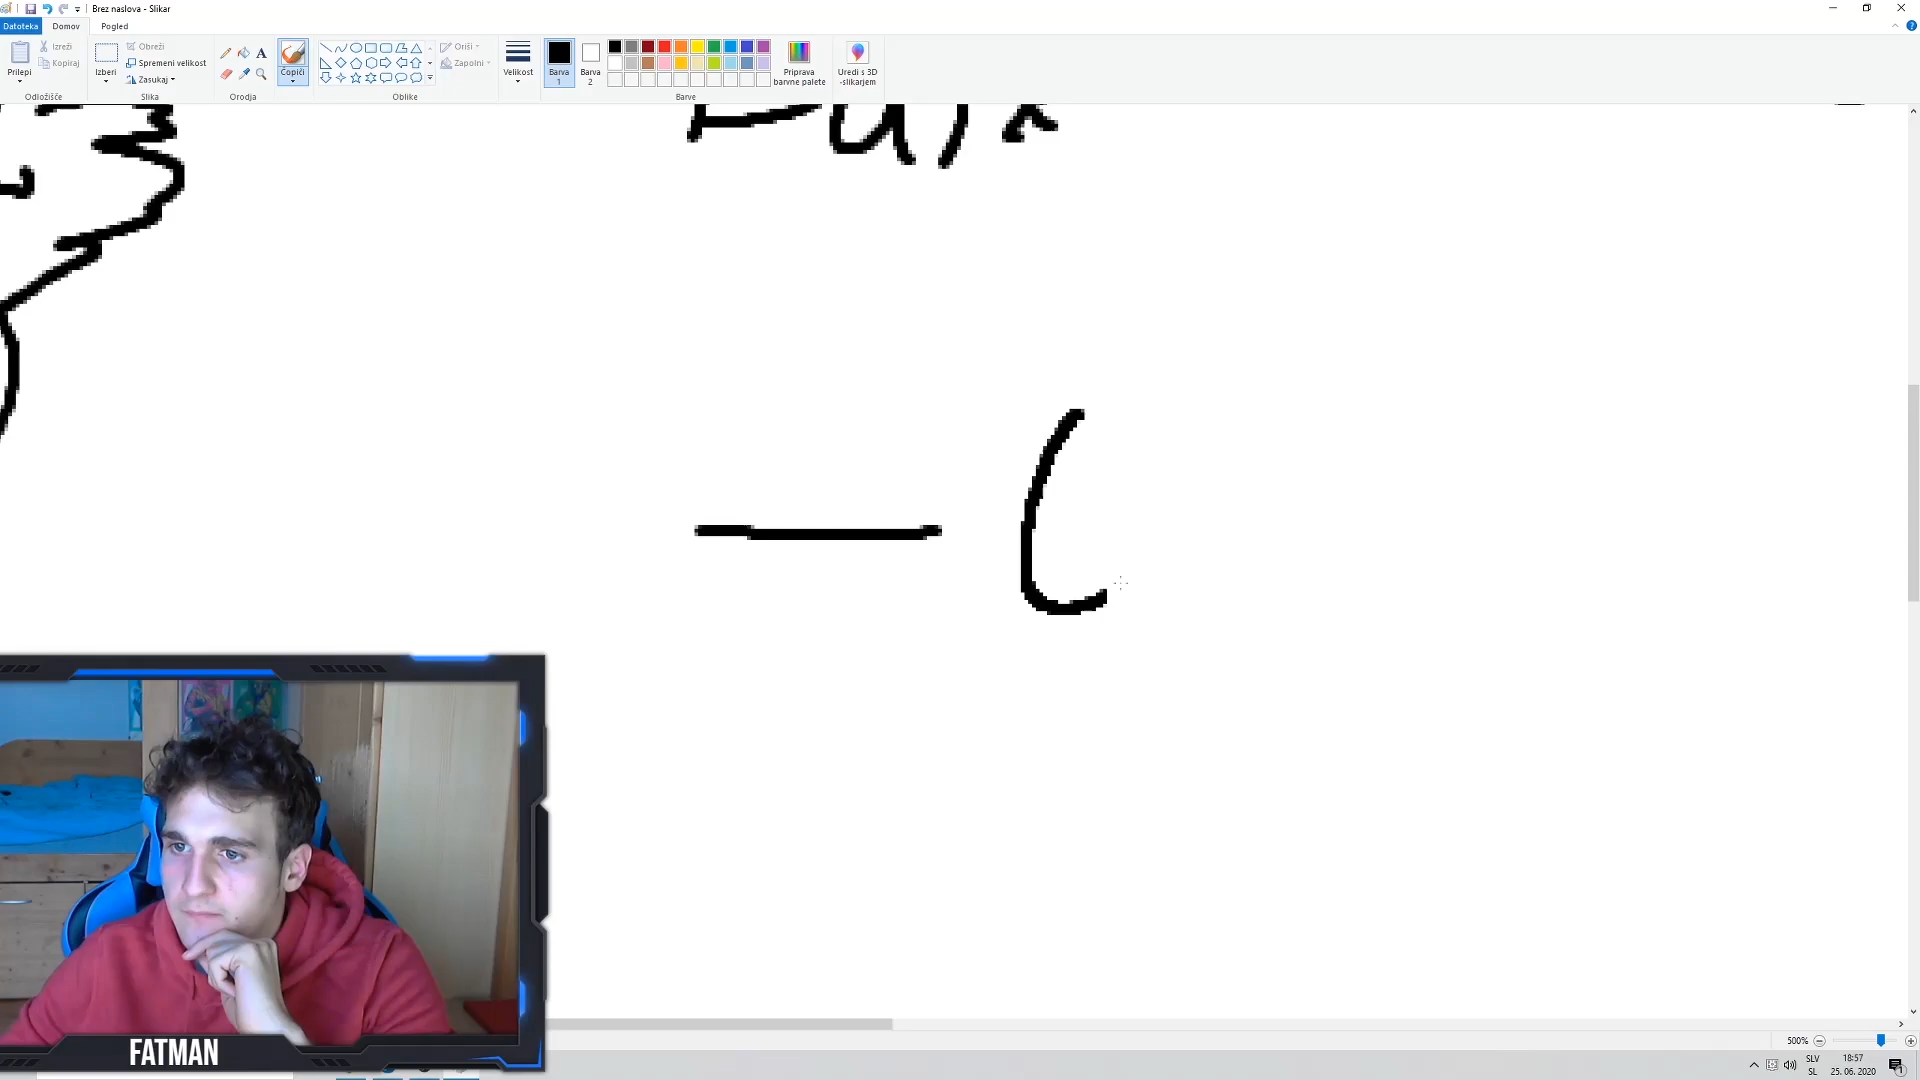 Brez naslova - Slikar
Datoteka Domov Pogled
Prilepi
Izreži
Kopiraj
Odložišče
Izberi
Obreži
Spremeni velikost
Zasukaj
Slika
Orodja
Čopiči
Oriši
Zapolni
Oblike
Velikost
Barva 1
Barva 2
Barve
Priprava barvne palete
Uredi s 3D -slikarjem
FATMAN
500%
SLV
SL
18:57
25. 06. 2020